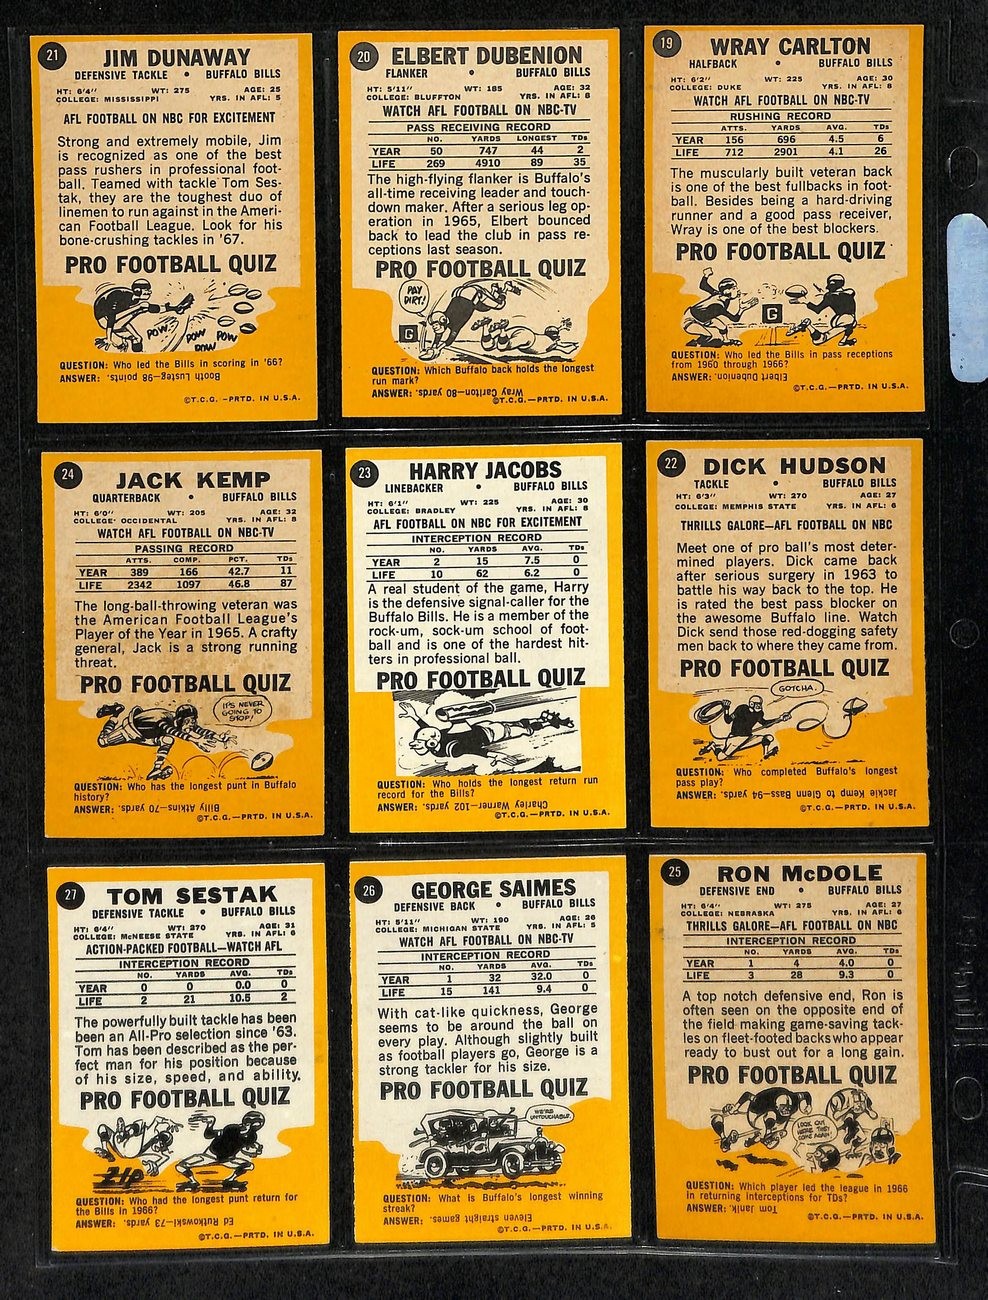 21
JIM DUNAWAY
DEFENSIVE TACKLE • BUFFALO BILLS
HT: 6'4" WT: 275 AGE: 25
COLLEGE: MISSISSIPPI YRS. IN AFL: 5
AFL FOOTBALL ON NBC FOR EXCITEMENT
Strong and extremely mobile, Jim
is recognized as one of the best
pass rushers in professional foot-
ball. Teamed with tackle Tom Ses-
tak, they are the toughest duo of
linemen to run against in the Ameri-
can Football League. Look for his
bone-crushing tackles in '67.
PRO FOOTBALL QUIZ
POW
POW
POW
POW
QUESTION: Who led the Bills in scoring in '66?
ANSWER: Booth Lusteg—98 points.
©T.C.G.—PRTD. IN U.S.A.
20
ELBERT DUBENION
FLANKER • BUFFALO BILLS
HT: 5'11" WT: 185 AGE: 32
COLLEGE: BLUFFTON YRS. IN AFL: 8
WATCH AFL FOOTBALL ON NBC-TV
PASS RECEIVING RECORD
NO. YARDS LONGEST TDs
YEAR 50 747 44 2
LIFE 269 4910 89 35
The high-flying flanker is Buffalo's
all-time receiving leader and touch-
down maker. After a serious leg op-
eration in 1965, Elbert bounced
back to lead the club in pass re-
ceptions last season.
PRO FOOTBALL QUIZ
PAY
DIRT!
G
QUESTION: Which Buffalo back holds the longest
run mark?
ANSWER: Wray Carlton—80 yards.
©T.C.G.—PRTD. IN U.S.A.
19
WRAY CARLTON
HALFBACK • BUFFALO BILLS
HT: 6'2" WT: 225 AGE: 30
COLLEGE: DUKE YRS. IN AFL: 8
WATCH AFL FOOTBALL ON NBC-TV
RUSHING RECORD
ATTS. YARDS AVG. TDs
YEAR 156 696 4.5 6
LIFE 712 2901 4.1 26
The muscularly built veteran back
is one of the best fullbacks in foot-
ball. Besides being a hard-driving
runner and a good pass receiver,
Wray is one of the best blockers.
PRO FOOTBALL QUIZ
G
QUESTION: Who led the Bills in pass receptions
from 1960 through 1966?
ANSWER: Elbert Dubenion.
©T.C.G.—PRTD. IN U.S.A.
24
JACK KEMP
QUARTERBACK • BUFFALO BILLS
HT: 6'0" WT: 205 AGE: 32
COLLEGE: OCCIDENTAL YRS. IN AFL: 8
WATCH AFL FOOTBALL ON NBC-TV
PASSING RECORD
ATTS. COMP. PCT. TDs
YEAR 389 166 42.7 11
LIFE 2342 1097 46.8 87
The long-ball-throwing veteran was
the American Football League's
Player of the Year in 1965. A crafty
general, Jack is a strong running
threat.
PRO FOOTBALL QUIZ
IT'S NEVER
GOING TO
STOP!
QUESTION: Who has the longest punt in Buffalo
history?
ANSWER: Billy Atkins—70 yards.
©T.C.G.—PRTD. IN U.S.A.
23
HARRY JACOBS
LINEBACKER • BUFFALO BILLS
HT: 6'1" WT: 225 AGE: 30
COLLEGE: BRADLEY YRS. IN AFL: 8
AFL FOOTBALL ON NBC FOR EXCITEMENT
INTERCEPTION RECORD
NO. YARDS AVG. TDs
YEAR 2 15 7.5 0
LIFE 10 62 6.2 0
A real student of the game, Harry
is the defensive signal-caller for the
Buffalo Bills. He is a member of the
rock-um, sock-um school of foot-
ball and is one of the hardest hit-
ters in professional ball.
PRO FOOTBALL QUIZ
QUESTION: Who holds the longest return run
record for the Bills?
ANSWER: Charley Warner—102 yards.
©T.C.G.—PRTD. IN U.S.A.
22
DICK HUDSON
TACKLE • BUFFALO BILLS
HT: 6'3" WT: 270 AGE: 27
COLLEGE: MEMPHIS STATE YRS. IN AFL: 6
THRILLS GALORE—AFL FOOTBALL ON NBC
Meet one of pro ball's most deter-
mined players. Dick came back
after serious surgery in 1963 to
battle his way back to the top. He
is rated the best pass blocker on
the awesome Buffalo line. Watch
Dick send those red-dogging safety
men back to where they came from.
PRO FOOTBALL QUIZ
GOTCHA.
QUESTION: Who completed Buffalo's longest
pass play?
ANSWER: Jackie Kemp to Glenn Bass—94 yards.
©T.C.G.—PRTD. IN U.S.A.
27
TOM SESTAK
DEFENSIVE TACKLE • BUFFALO BILLS
HT: 6'4" WT: 270 AGE: 31
COLLEGE: McNEESE STATE YRS. IN AFL: 6
ACTION-PACKED FOOTBALL—WATCH AFL
INTERCEPTION RECORD
NO. YARDS AVG. TDs
YEAR 0 0 0.0 0
LIFE 2 21 10.5 2
The powerfully built tackle has been
been an All-Pro selection since '63.
Tom has been described as the per-
fect man for his position because
of his size, speed, and ability.
PRO FOOTBALL QUIZ
ZIP
QUESTION: Who had the longest punt return for
the Bills in 1966?
ANSWER: Ed Rutkowski—73 yards.
©T.C.G.—PRTD. IN U.S.A.
26
GEORGE SAIMES
DEFENSIVE BACK • BUFFALO BILLS
HT: 5'11" WT: 190 AGE: 26
COLLEGE: MICHIGAN STATE YRS. IN AFL: 5
WATCH AFL FOOTBALL ON NBC-TV
INTERCEPTION RECORD
NO. YARDS AVG. TDs
YEAR 1 32 32.0 0
LIFE 15 141 9.4 0
With cat-like quickness, George
seems to be around the ball on
every play. Although slightly built
as football players go, George is a
strong tackler for his size.
PRO FOOTBALL QUIZ
WE'RE
UNTOUCHABLE.
QUESTION: What is Buffalo's longest winning
streak?
ANSWER: Eleven straight games.
©T.C.G.—PRTD. IN U.S.A.
25
RON McDOLE
DEFENSIVE END • BUFFALO BILLS
HT: 6'4" WT: 275 AGE: 27
COLLEGE: NEBRASKA YRS. IN AFL: 6
THRILLS GALORE—AFL FOOTBALL ON NBC
INTERCEPTION RECORD
NO. YARDS AVG. TDs
YEAR 1 4 4.0 0
LIFE 3 28 9.3 0
A top notch defensive end, Ron is
often seen on the opposite end of
the field making game-saving tack-
les on fleet-footed backs who appear
ready to bust out for a long gain.
PRO FOOTBALL QUIZ
LOOK OUT
HERE THEY
COME AGAIN!
QUESTION: Which player led the league in 1966
in returning interceptions for TDs?
ANSWER: Tom Janik.
©T.C.G.—PRTD. IN U.S.A.